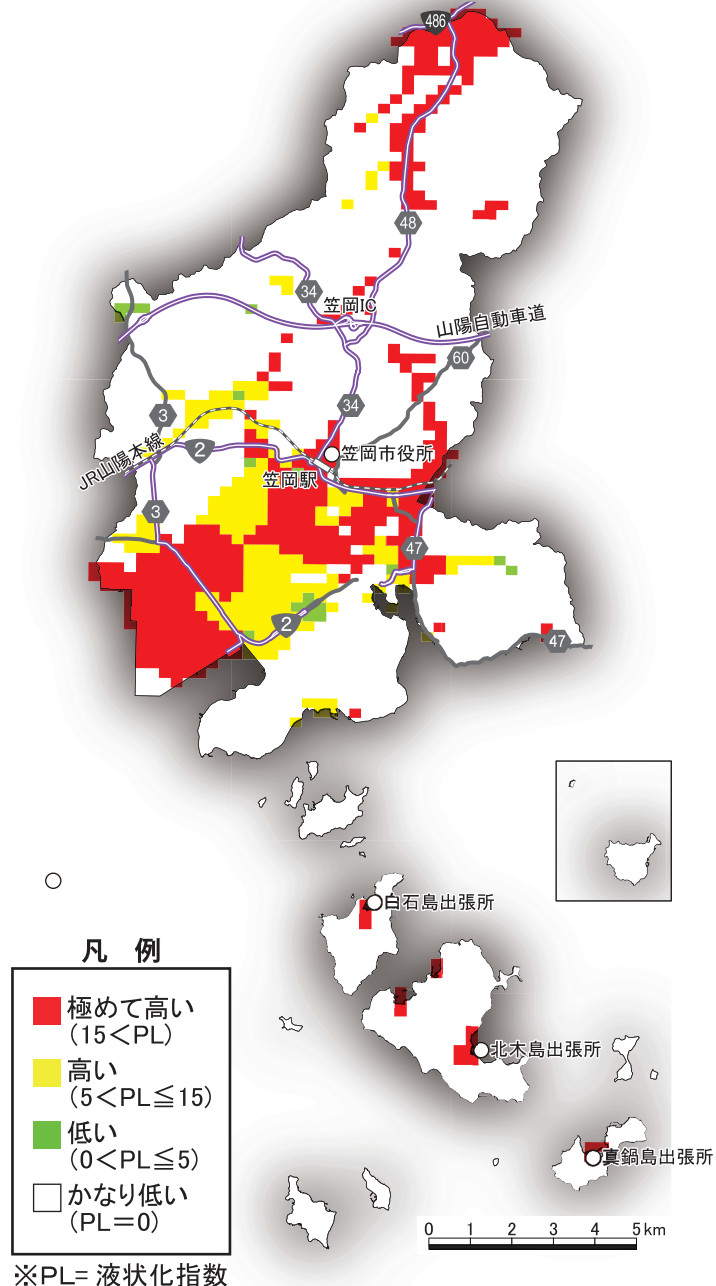 486
48
34
笠岡IC
山陽自動車道
60
3
34
JR山陽本線
2
笠岡市役所
笠岡駅
3
47
2
47
白石島出張所
北木島出張所
真鍋島出張所
凡 例
極めて高い
(15<PL)
高い
(5<PL≦15)
低い
(0<PL≦5)
かなり低い
(PL=0)
※PL=液状化指数
0 1 2 3 4 5km